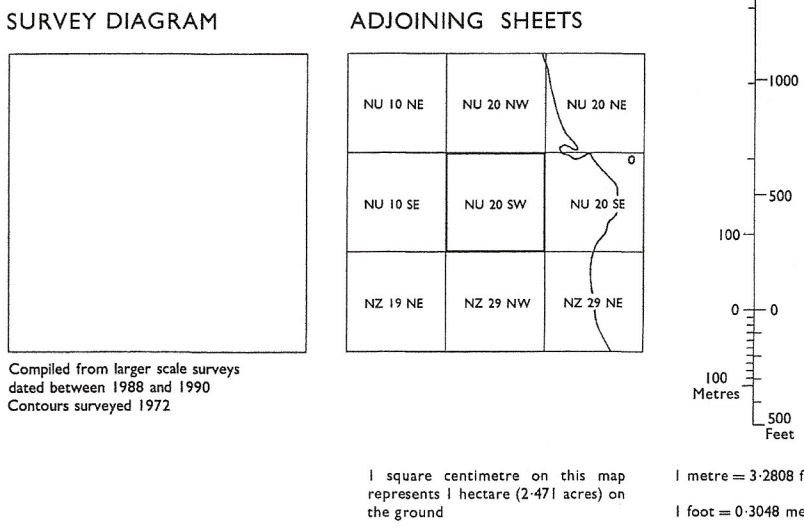 SURVEY DIAGRAM
ADJOINING SHEETS
NU 10 NE
NU 20 NW
NU 20 NE
NU 10 SE
NU 20 SW
NU 20 SE
NZ 19 NE
NZ 29 NW
NZ 29 NE
Compiled from larger scale surveys
dated between 1988 and 1990
Contours surveyed 1972
1000
500
100
0
0
100
Metres
500
Feet
1 square centimetre on this map
represents 1 hectare (2·471 acres) on
the ground
1 metre = 3·2808 f
1 foot = 0·3048 me